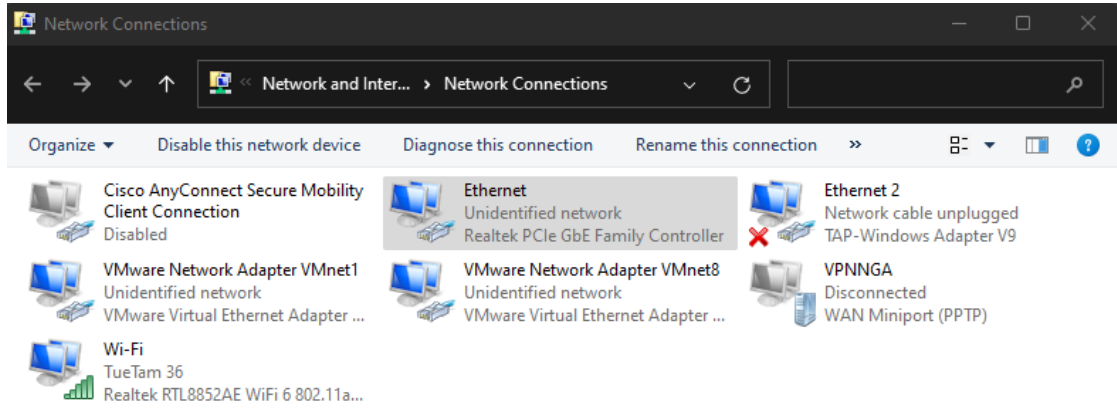 Network Connections
« Network and Inter... › Network Connections
Organize Disable this network device Diagnose this connection Rename this connection »
Cisco AnyConnect Secure Mobility
Client Connection
Disabled
Ethernet
Unidentified network
Realtek PCIe GbE Family Controller
Ethernet 2
Network cable unplugged
TAP-Windows Adapter V9
VMware Network Adapter VMnet1
Unidentified network
VMware Virtual Ethernet Adapter ...
VMware Network Adapter VMnet8
Unidentified network
VMware Virtual Ethernet Adapter ...
VPNNGA
Disconnected
WAN Miniport (PPTP)
Wi-Fi
TueTam 36
Realtek RTL8852AE WiFi 6 802.11a...